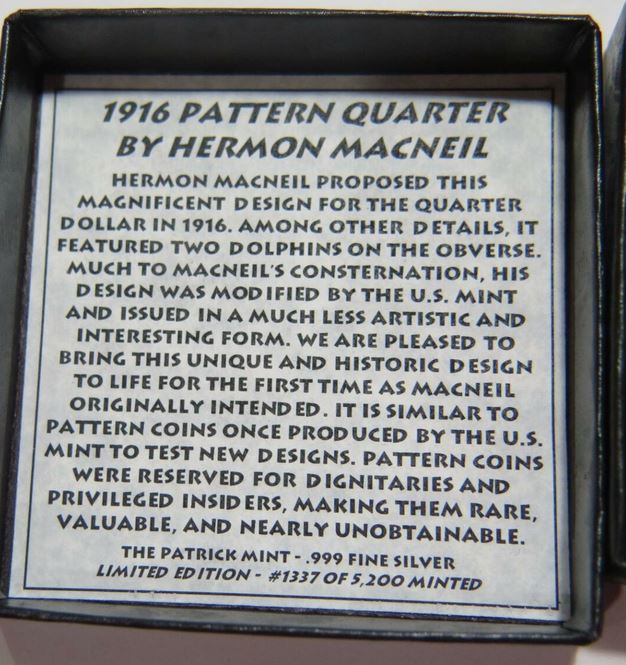 1916 PATTERN QUARTER
BY HERMON MACNEIL
HERMON MACNEIL PROPOSED THIS
MAGNIFICENT DESIGN FOR THE QUARTER
DOLLAR IN 1916. AMONG OTHER DETAILS, IT
FEATURED TWO DOLPHINS ON THE OBVERSE.
MUCH TO MACNEIL'S CONSTERNATION, HIS
DESIGN WAS MODIFIED BY THE U.S. MINT
AND ISSUED IN A MUCH LESS ARTISTIC AND
INTERESTING FORM. WE ARE PLEASED TO
BRING THIS UNIQUE AND HISTORIC DESIGN
TO LIFE FOR THE FIRST TIME AS MACNEIL
ORIGINALLY INTENDED. IT IS SIMILAR TO
PATTERN COINS ONCE PRODUCED BY THE U.S.
MINT TO TEST NEW DESIGNS. PATTERN COINS
WERE RESERVED FOR DIGNITARIES AND
PRIVILEGED INSIDERS, MAKING THEM RARE,
VALUABLE, AND NEARLY UNOBTAINABLE.
THE PATRICK MINT - .999 FINE SILVER
LIMITED EDITION - #1337 OF 5,200 MINTED